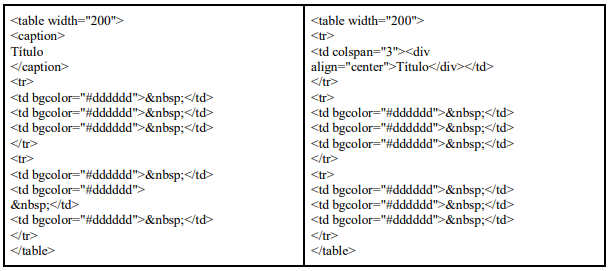 <table width="200">
<caption>
Título
</caption>
<tr>
<td bgcolor="#dddddd">&nbsp;</td>
<td bgcolor="#dddddd">&nbsp;</td>
<td bgcolor="#dddddd">&nbsp;</td>
</tr>
<tr>
<td bgcolor="#dddddd">&nbsp;</td>
<td bgcolor="#dddddd">
&nbsp;</td>
<td bgcolor="#dddddd">&nbsp;</td>
</tr>
</table>
<table width="200">
<tr>
<td colspan="3"><div
align="center">Título</div></td>
</tr>
<tr>
<td bgcolor="#dddddd">&nbsp;</td>
<td bgcolor="#dddddd">&nbsp;</td>
<td bgcolor="#dddddd">&nbsp;</td>
</tr>
<tr>
<td bgcolor="#dddddd">&nbsp;</td>
<td bgcolor="#dddddd">&nbsp;</td>
<td bgcolor="#dddddd">&nbsp;</td>
</tr>
</table>